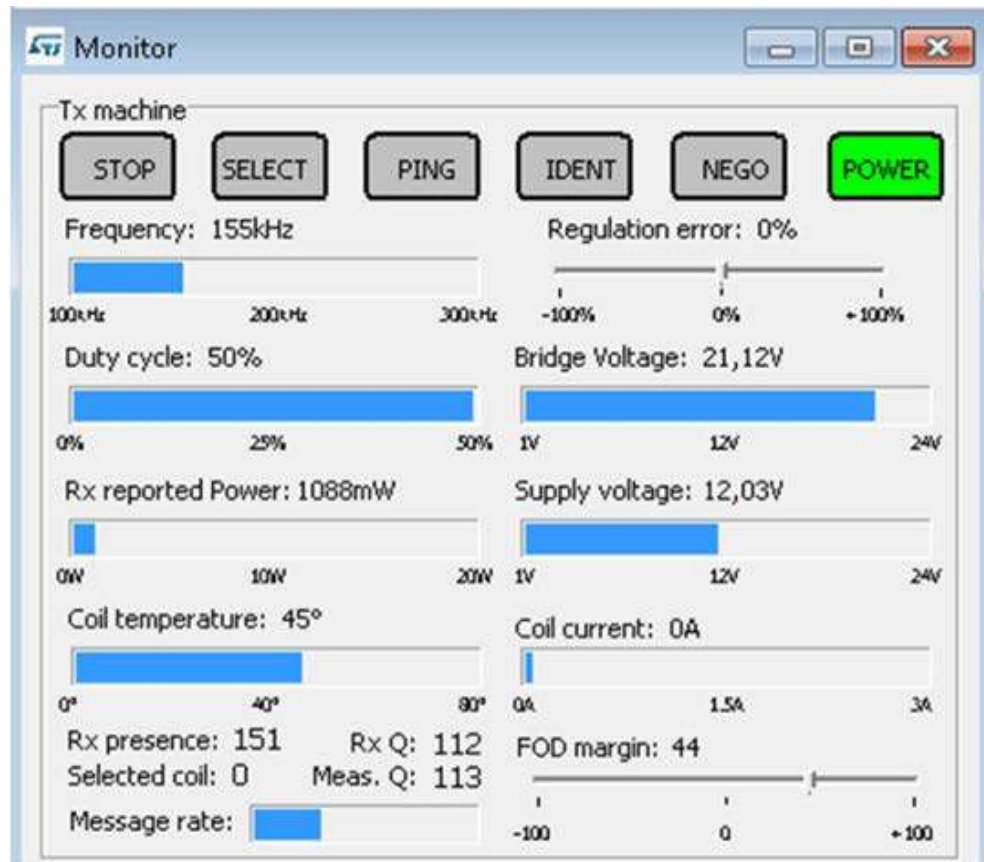 Monitor
Tx machine
STOP SELECT PING IDENT NEGO POWER
Frequency: 155kHz
100kHz 200kHz 300kHz
Regulation error: 0%
-100% 0% +100%
Duty cycle: 50%
0% 25% 50%
Bridge Voltage: 21,12V
1V 12V 24V
Rx reported Power: 1088mW
0W 10W 20W
Supply voltage: 12,03V
1V 12V 24V
Coil temperature: 45°
0° 40° 80°
Coil current: 0A
0A 1.5A 3A
Rx presence: 151 Rx Q: 112
Selected coil: 0 Meas. Q: 113
Message rate:
FOD margin: 44
-100 0 +100